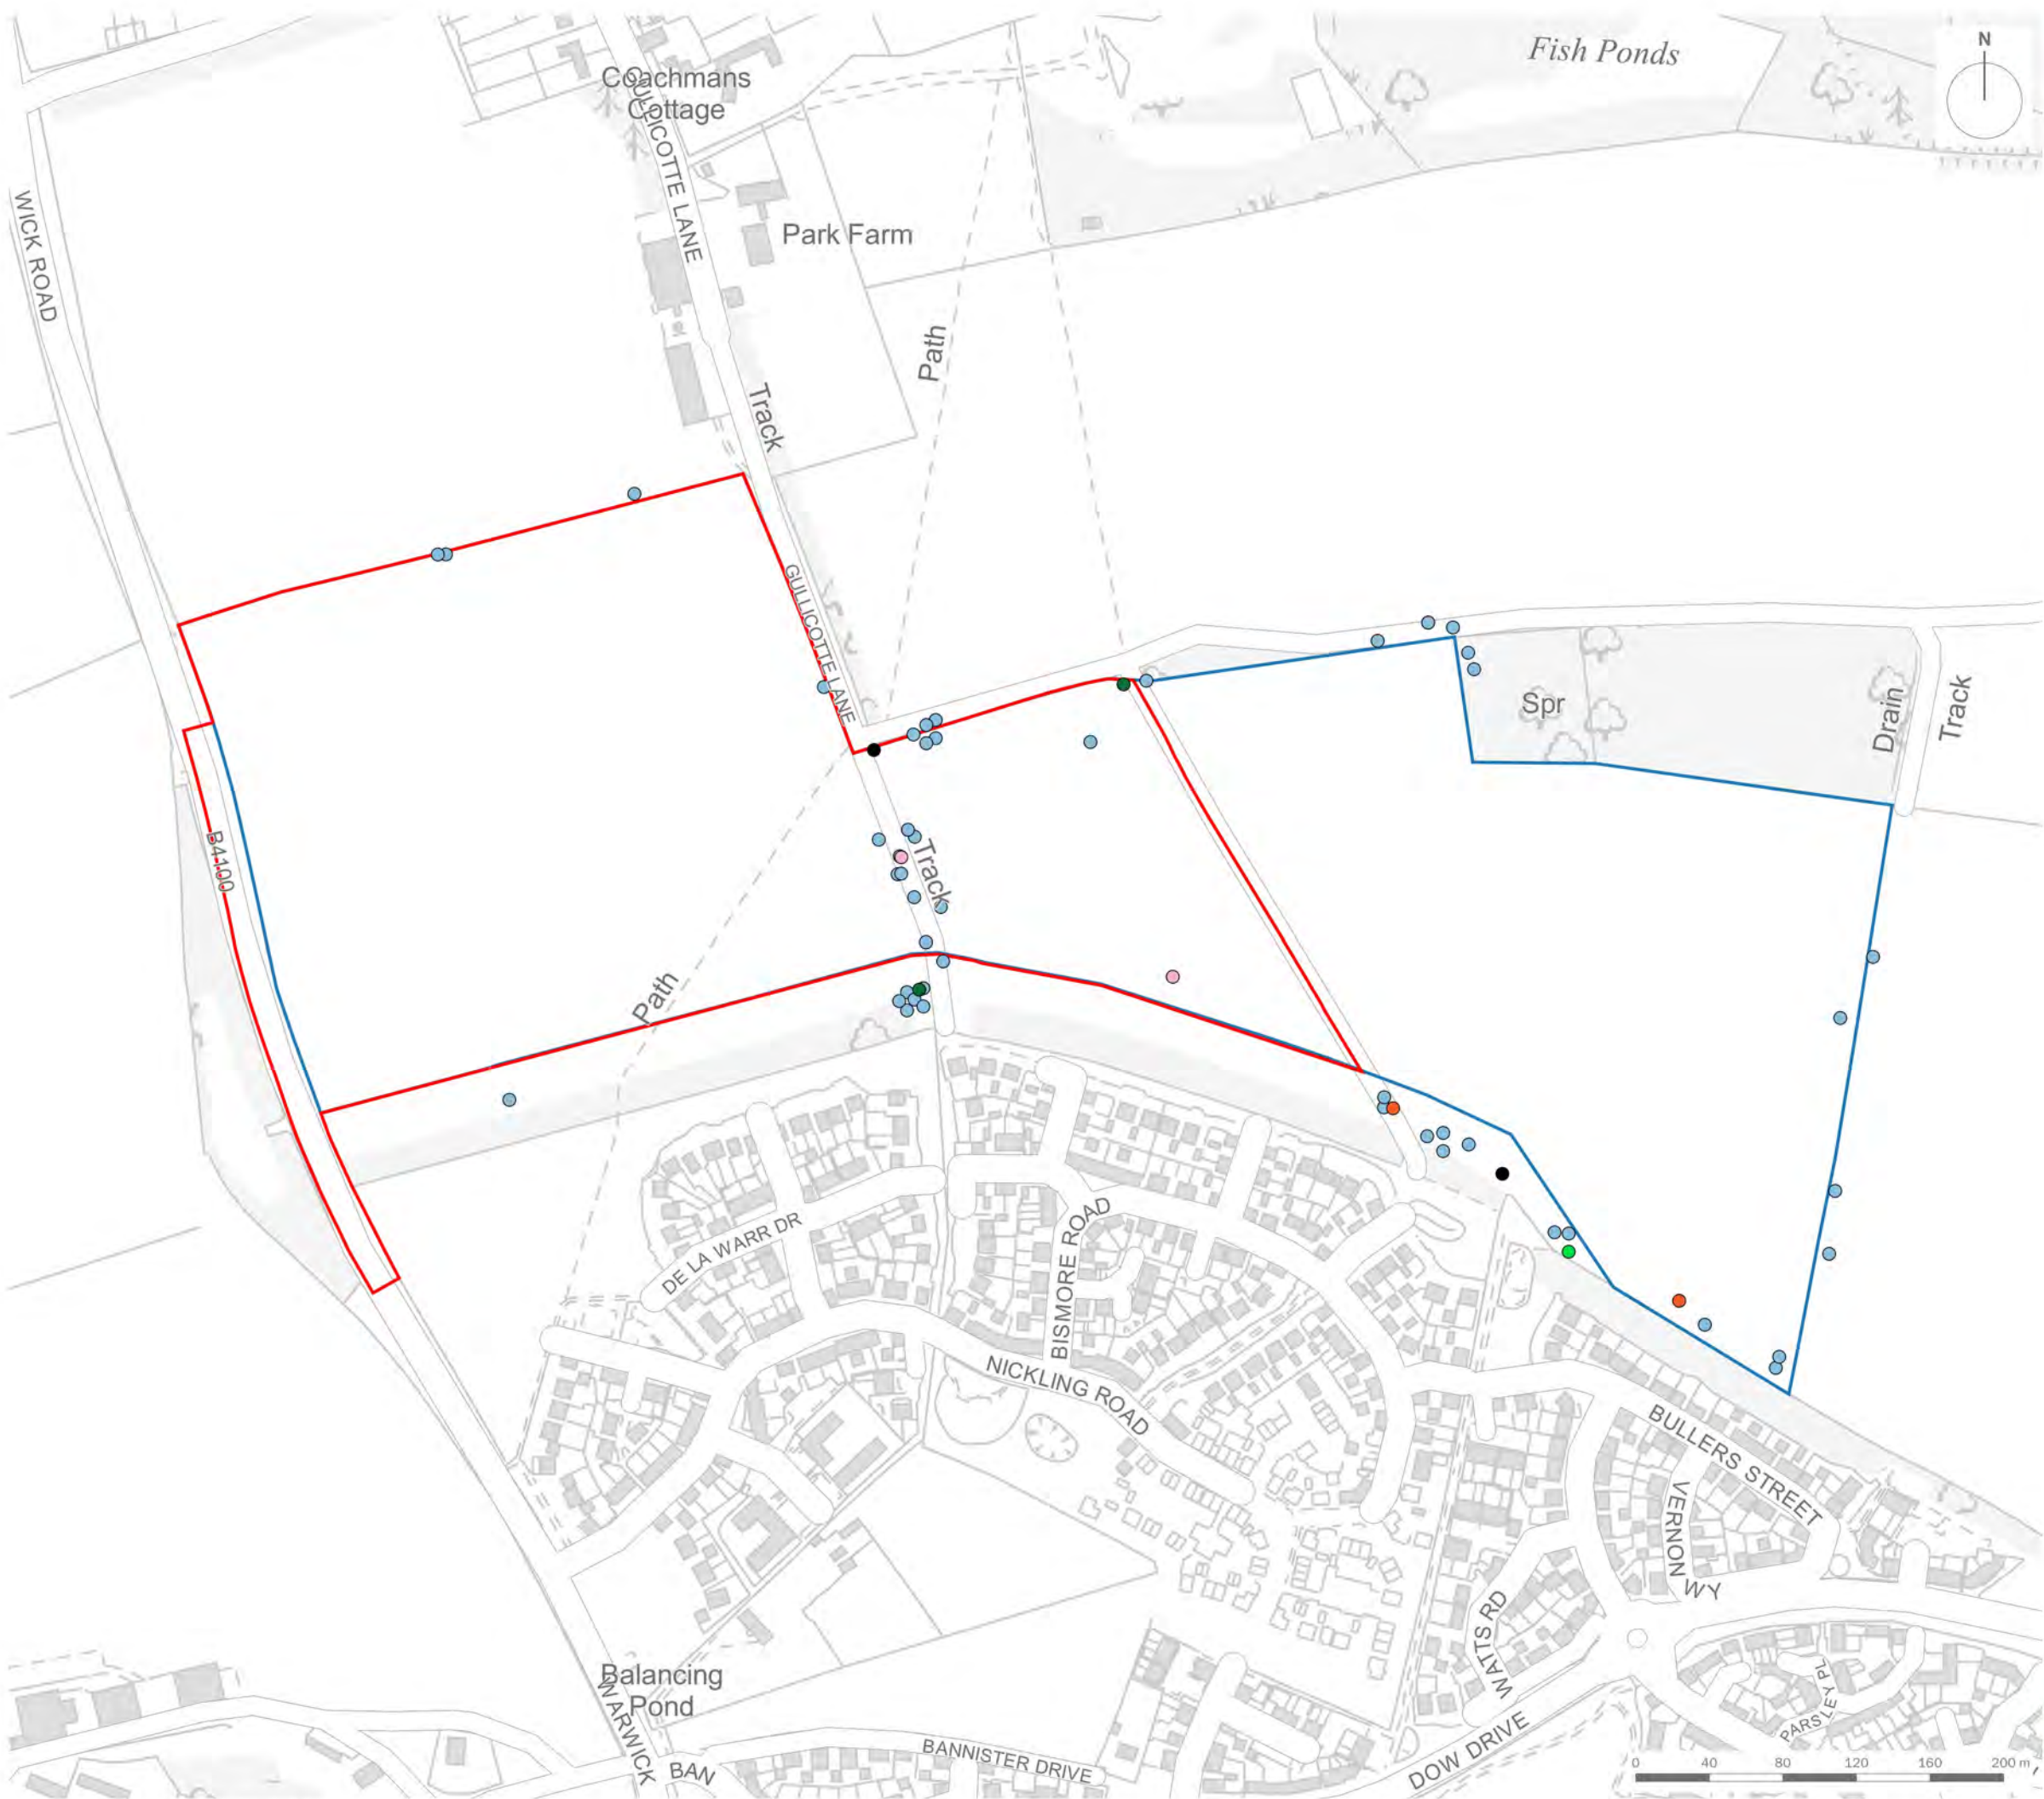 Fish Ponds
N
Coachmans
Cottage
GULLICOTTE LANE
WICK ROAD
Park Farm
Path
Track
GULLICOTTE LANE
Spr
Drain
Track
B4100
Track
Path
DE LA WARR DR
BISMORE ROAD
NICKLING ROAD
BULLERS STREET
VERNON WY
WATTS RD
Balancing
Pond
WARWICK
BAN
BANNISTER DRIVE
DOW DRIVE
PARSLEY PL
0 40 80 120 160 200 m